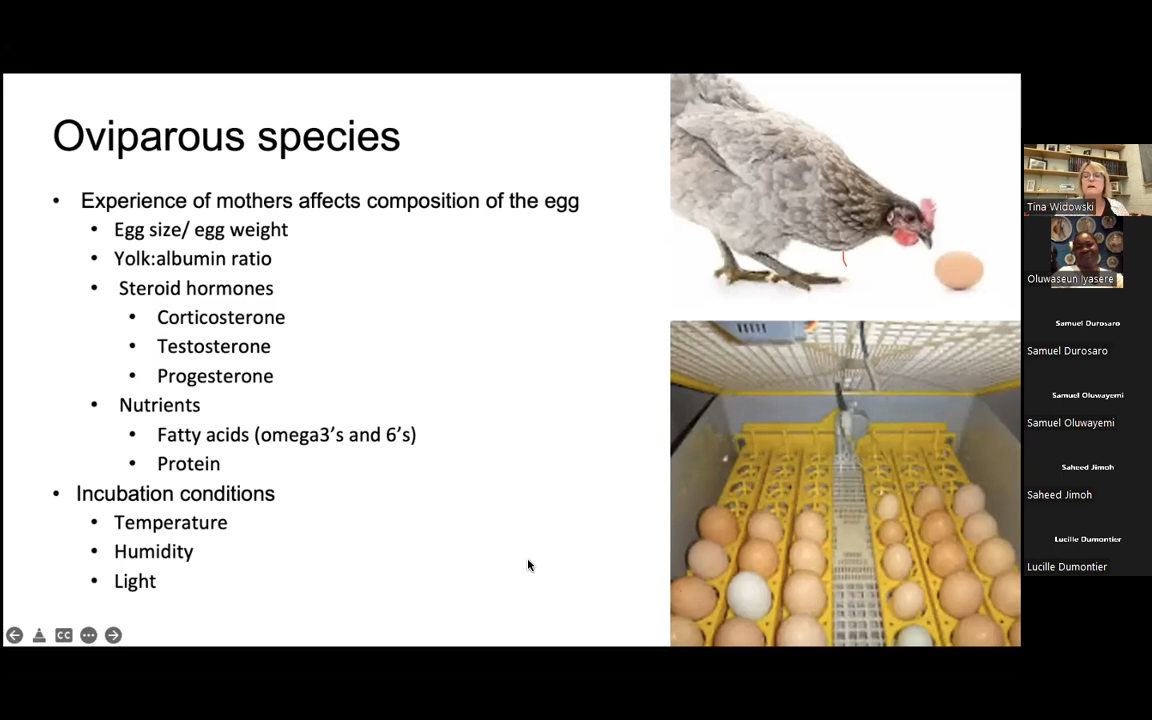 Oviparous species
• Experience of mothers affects composition of the egg
• Egg size/ egg weight
• Yolk:albumin ratio
• Steroid hormones
• Corticosterone
• Testosterone
• Progesterone
• Nutrients
• Fatty acids (omega3’s and 6’s)
• Protein
• Incubation conditions
• Temperature
• Humidity
• Light
CC
Tina Widowski
Oluwaseun Iyasere
Samuel Durosaro
Samuel Durosaro
Samuel Oluwayemi
Samuel Oluwayemi
Saheed Jimoh
Saheed Jimoh
Lucille Dumontier
Lucille Dumontier